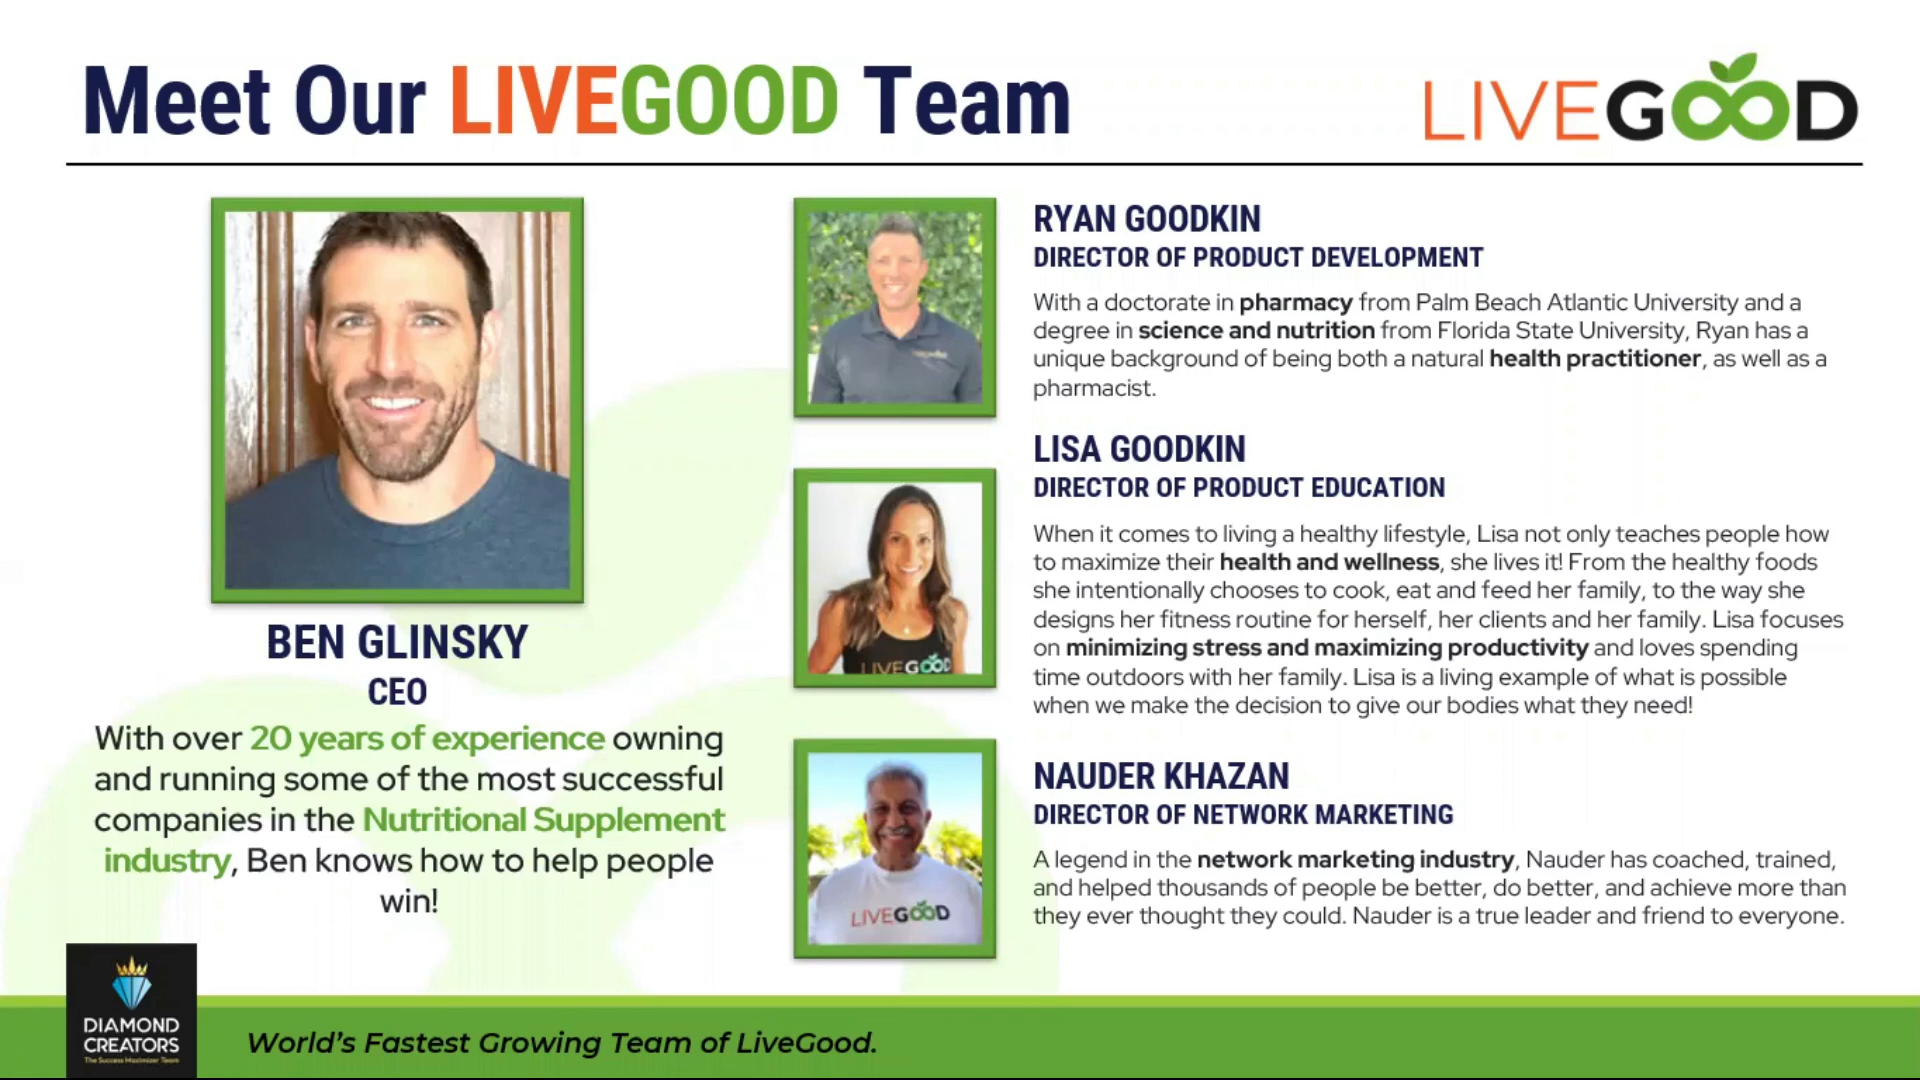 Meet Our LIVEGOOD Team
LIVEGOOD
BEN GLINSKY
CEO
With over 20 years of experience owning
and running some of the most successful
companies in the Nutritional Supplement
industry, Ben knows how to help people
win!
RYAN GOODKIN
DIRECTOR OF PRODUCT DEVELOPMENT
With a doctorate in pharmacy from Palm Beach Atlantic University and a
degree in science and nutrition from Florida State University, Ryan has a
unique background of being both a natural health practitioner, as well as a
pharmacist.
LIVEGOOD
LISA GOODKIN
DIRECTOR OF PRODUCT EDUCATION
When it comes to living a healthy lifestyle, Lisa not only teaches people how
to maximize their health and wellness, she lives it! From the healthy foods
she intentionally chooses to cook, eat and feed her family, to the way she
designs her fitness routine for herself, her clients and her family. Lisa focuses
on minimizing stress and maximizing productivity and loves spending
time outdoors with her family. Lisa is a living example of what is possible
when we make the decision to give our bodies what they need!
LIVEGOOD
NAUDER KHAZAN
DIRECTOR OF NETWORK MARKETING
A legend in the network marketing industry, Nauder has coached, trained,
and helped thousands of people be better, do better, and achieve more than
they ever thought they could. Nauder is a true leader and friend to everyone.
DIAMOND
CREATORS
The Success Maximizer Team
World's Fastest Growing Team of LiveGood.